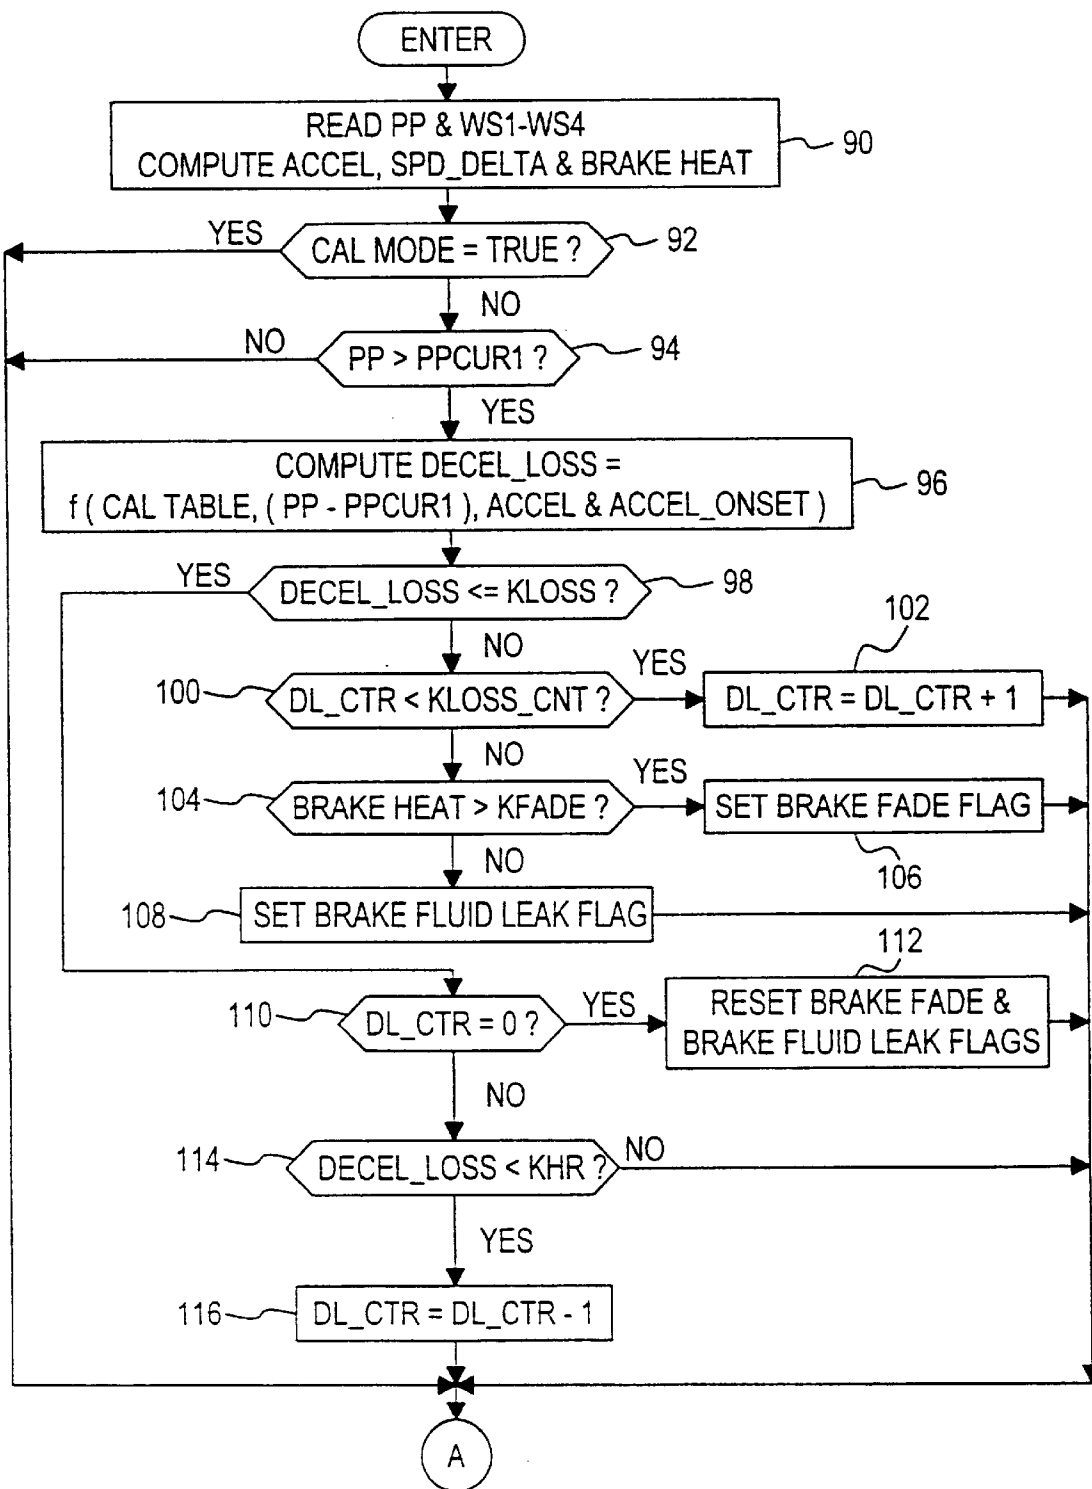 ENTER
READ PP & WS1-WS4
COMPUTE ACCEL, SPD_DELTA & BRAKE HEAT
90
YES
CAL MODE = TRUE ?
92
NO
NO
PP > PPCUR1 ?
94
YES
COMPUTE DECEL_LOSS =
f ( CAL TABLE, ( PP - PPCUR1 ), ACCEL & ACCEL_ONSET )
96
YES
DECEL_LOSS <= KLOSS ?
98
NO
100
DL_CTR < KLOSS_CNT ?
YES
102
DL_CTR = DL_CTR + 1
NO
104
BRAKE HEAT > KFADE ?
YES
SET BRAKE FADE FLAG
106
NO
108
SET BRAKE FLUID LEAK FLAG
110
DL_CTR = 0 ?
YES
112
RESET BRAKE FADE &
BRAKE FLUID LEAK FLAGS
NO
114
DECEL_LOSS < KHR ?
NO
YES
116
DL_CTR = DL_CTR - 1
A